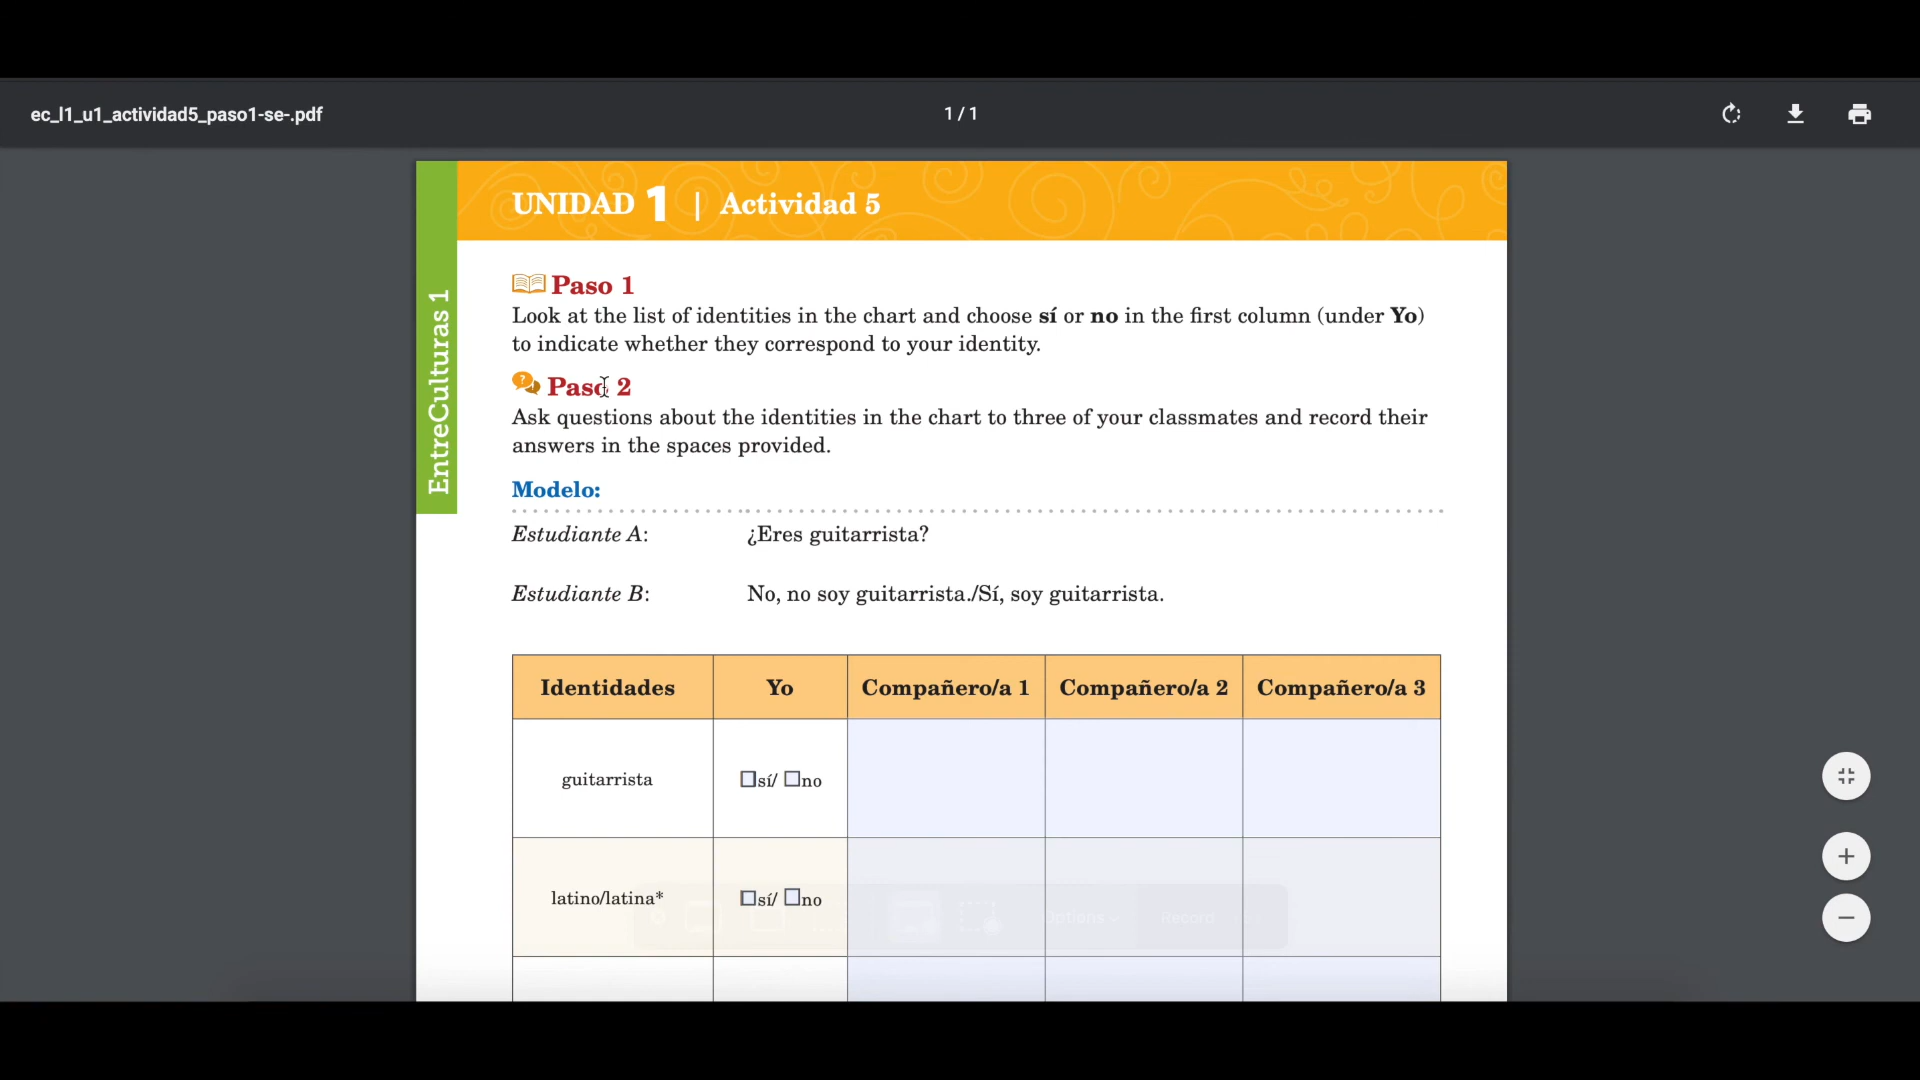 ec_l1_u1_actividad5_paso1-se-.pdf
1 / 1
UNIDAD 1 | Actividad 5
EntreCulturas 1
Paso 1
Look at the list of identities in the chart and choose sí or no in the first column (under Yo)
to indicate whether they correspond to your identity.
Paso 2
Ask questions about the identities in the chart to three of your classmates and record their
answers in the spaces provided.
Modelo:
Estudiante A: ¿Eres guitarrista?
Estudiante B: No, no soy guitarrista./Sí, soy guitarrista.
Identidades Yo Compañero/a 1 Compañero/a 2 Compañero/a 3
guitarrista sí/ no
latino/latina* sí/ no
Options Record